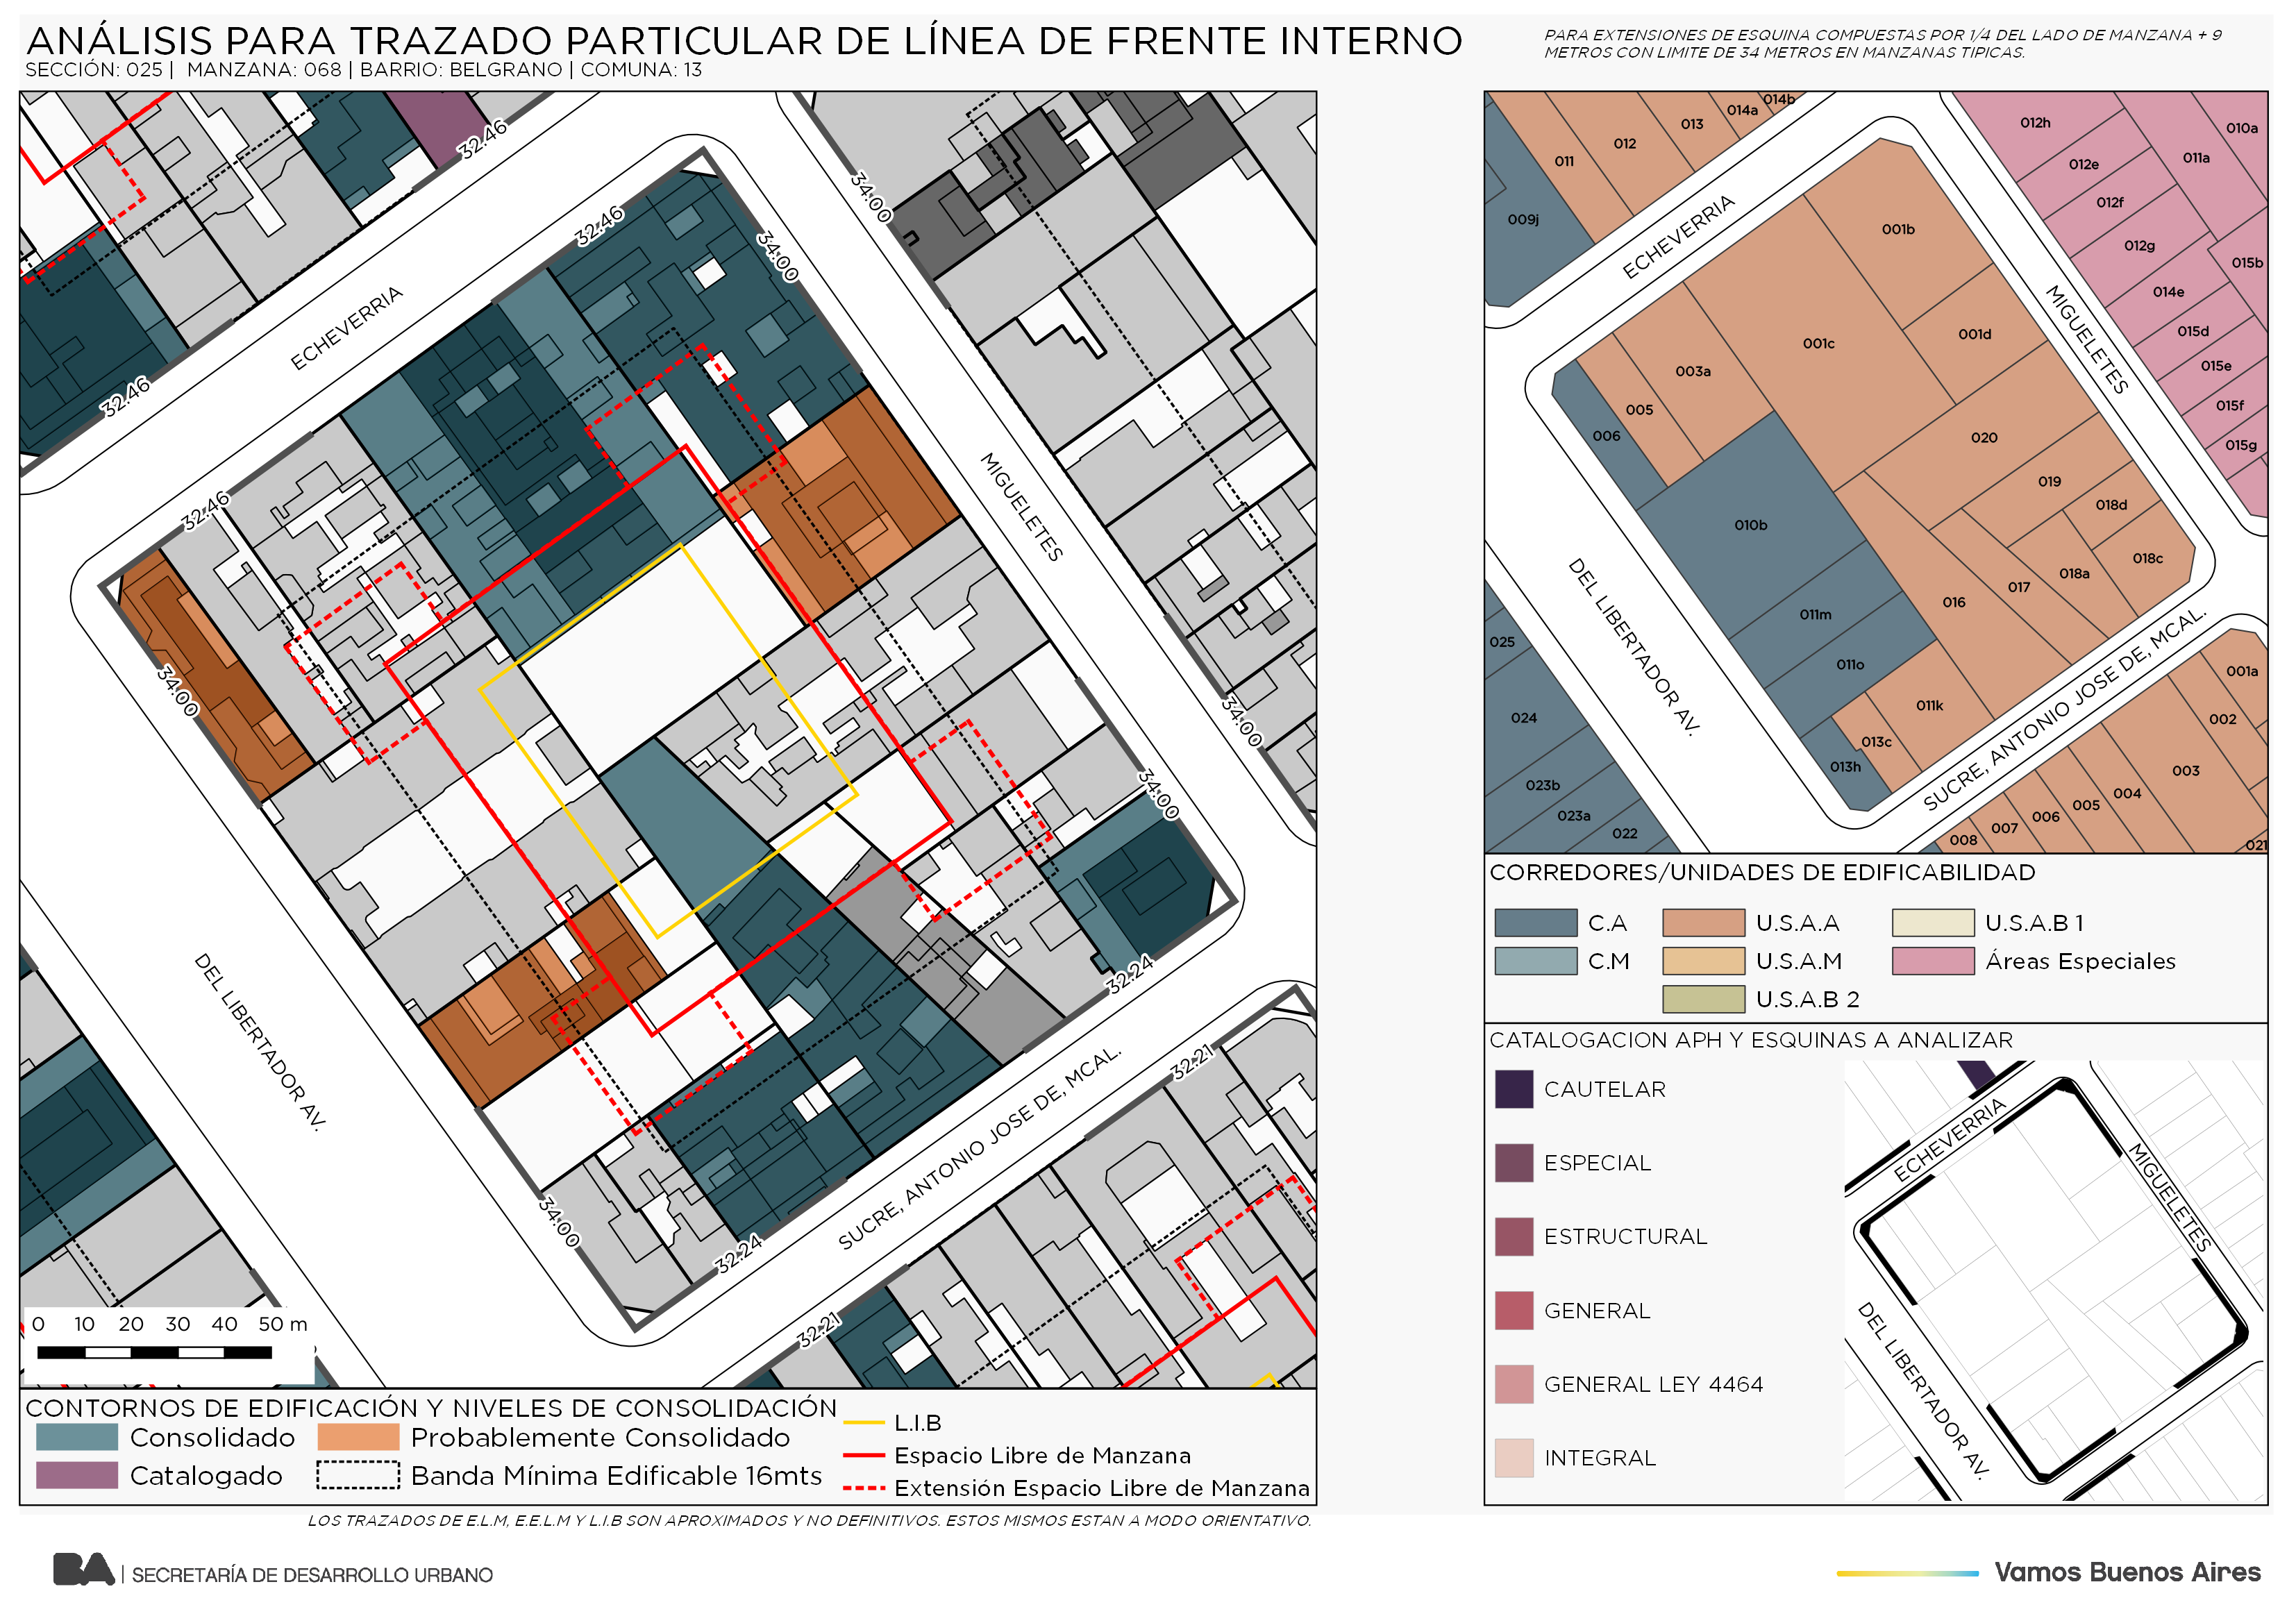 ANÁLISIS PARA TRAZADO PARTICULAR DE LÍNEA DE FRENTE INTERNO
SECCIÓN: 025 | MANZANA: 068 | BARRIO: BELGRANO | COMUNA: 13
PARA EXTENSIONES DE ESQUINA COMPUESTAS POR 1/4 DEL LADO DE MANZANA + 9
METROS CON LIMITE DE 34 METROS EN MANZANAS TIPICAS.
32.46
32.46
34.00
34.00
ECHEVERRIA
32.46
MIGUELETES
32.46
34.00
34.00
34.00
DEL LIBERTADOR AV.
32.24
SUCRE, ANTONIO JOSE DE, MCAL.
32.21
34.00
32.24
32.21
0 10 20 30 40 50 m
CONTORNOS DE EDIFICACIÓN Y NIVELES DE CONSOLIDACIÓN
Consolidado
Probablemente Consolidado
Catalogado
Banda Mínima Edificable 16mts
L.I.B
Espacio Libre de Manzana
Extensión Espacio Libre de Manzana
LOS TRAZADOS DE E.L.M, E.E.L.M Y L.I.B SON APROXIMADOS Y NO DEFINITIVOS. ESTOS MISMOS ESTAN A MODO ORIENTATIVO.
014b
014a
013
012
011
009j
012h
010a
012e
011a
012f
012g
015b
014e
015d
015e
015f
015g
ECHEVERRIA
MIGUELETES
001b
001c
001d
003a
005
006
020
019
018d
018c
010b
018a
017
016
011m
011o
011k
013c
013h
DEL LIBERTADOR AV.
SUCRE, ANTONIO JOSE DE, MCAL.
025
024
023b
023a
022
001a
002
003
004
005
006
007
008
021
CORREDORES/UNIDADES DE EDIFICABILIDAD
C.A
U.S.A.A
U.S.A.B 1
C.M
U.S.A.M
Áreas Especiales
U.S.A.B 2
CATALOGACION APH Y ESQUINAS A ANALIZAR
CAUTELAR
ESPECIAL
ESTRUCTURAL
GENERAL
GENERAL LEY 4464
INTEGRAL
ECHEVERRIA
MIGUELETES
DEL LIBERTADOR AV.
BA | SECRETARÍA DE DESARROLLO URBANO
Vamos Buenos Aires